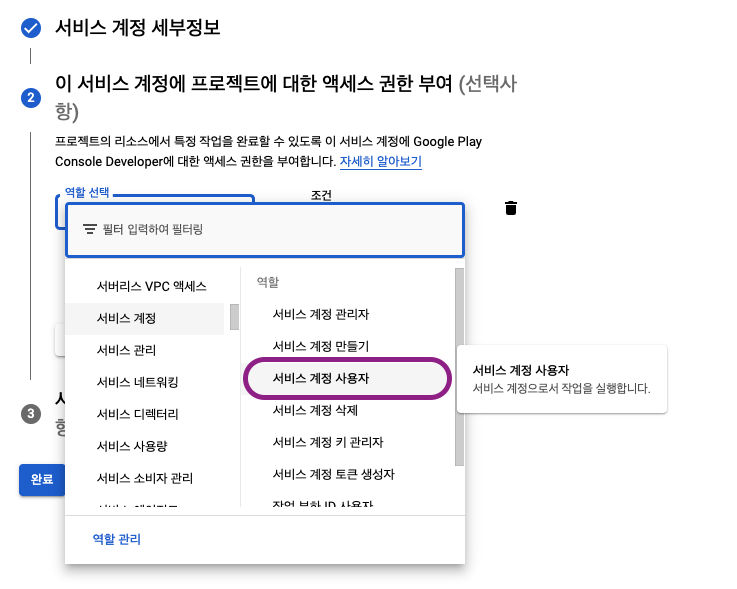 서비스 계정 세부정보
2
이 서비스 계정에 프로젝트에 대한 액세스 권한 부여 (선택사
항)
프로젝트의 리소스에서 특정 작업을 완료할 수 있도록 이 서비스 계정에 Google Play
Console Developer에 대한 액세스 권한을 부여합니다. 자세히 알아보기
역할 선택
조건
필터 입력하여 필터링
서버리스 VPC 액세스
서비스 계정
서비스 관리
서비스 네트워킹
서비스 디렉터리
서비스 사용량
서비스 소비자 관리
역할
서비스 계정 관리자
서비스 계정 만들기
서비스 계정 사용자
서비스 계정 삭제
서비스 계정 키 관리자
서비스 계정 토큰 생성자
작업 부하 ID 사용자
서비스 계정 사용자
서비스 계정으로서 작업을 실행합니다.
3
완료
역할 관리